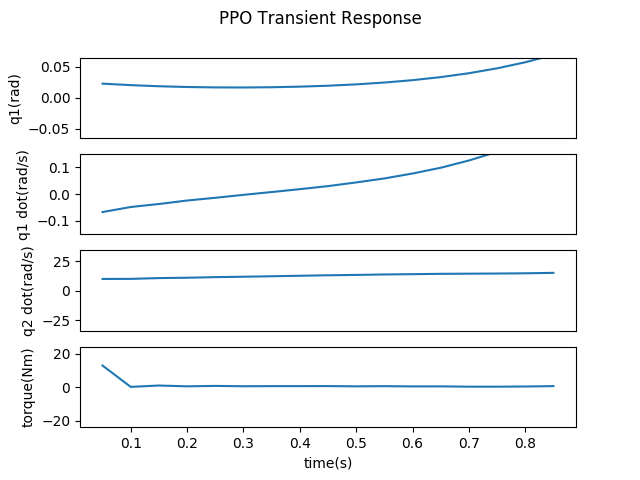 PPO Transient Response
q1(rad)
0.05
0.00
−0.05
q1 dot(rad/s)
0.1
0.0
−0.1
q2 dot(rad/s)
25
0
−25
torque(Nm)
20
0
−20
0.1 0.2 0.3 0.4 0.5 0.6 0.7 0.8
time(s)